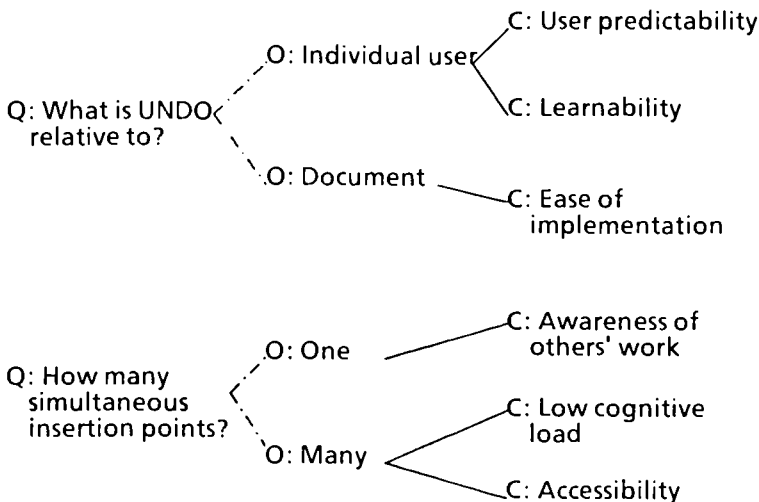 Q: What is UNDO
relative to?
O: Individual user
C: User predictability
C: Learnability
O: Document
C: Ease of
implementation
Q: How many
simultaneous
insertion points?
O: One
C: Awareness of
others' work
O: Many
C: Low cognitive
load
C: Accessibility